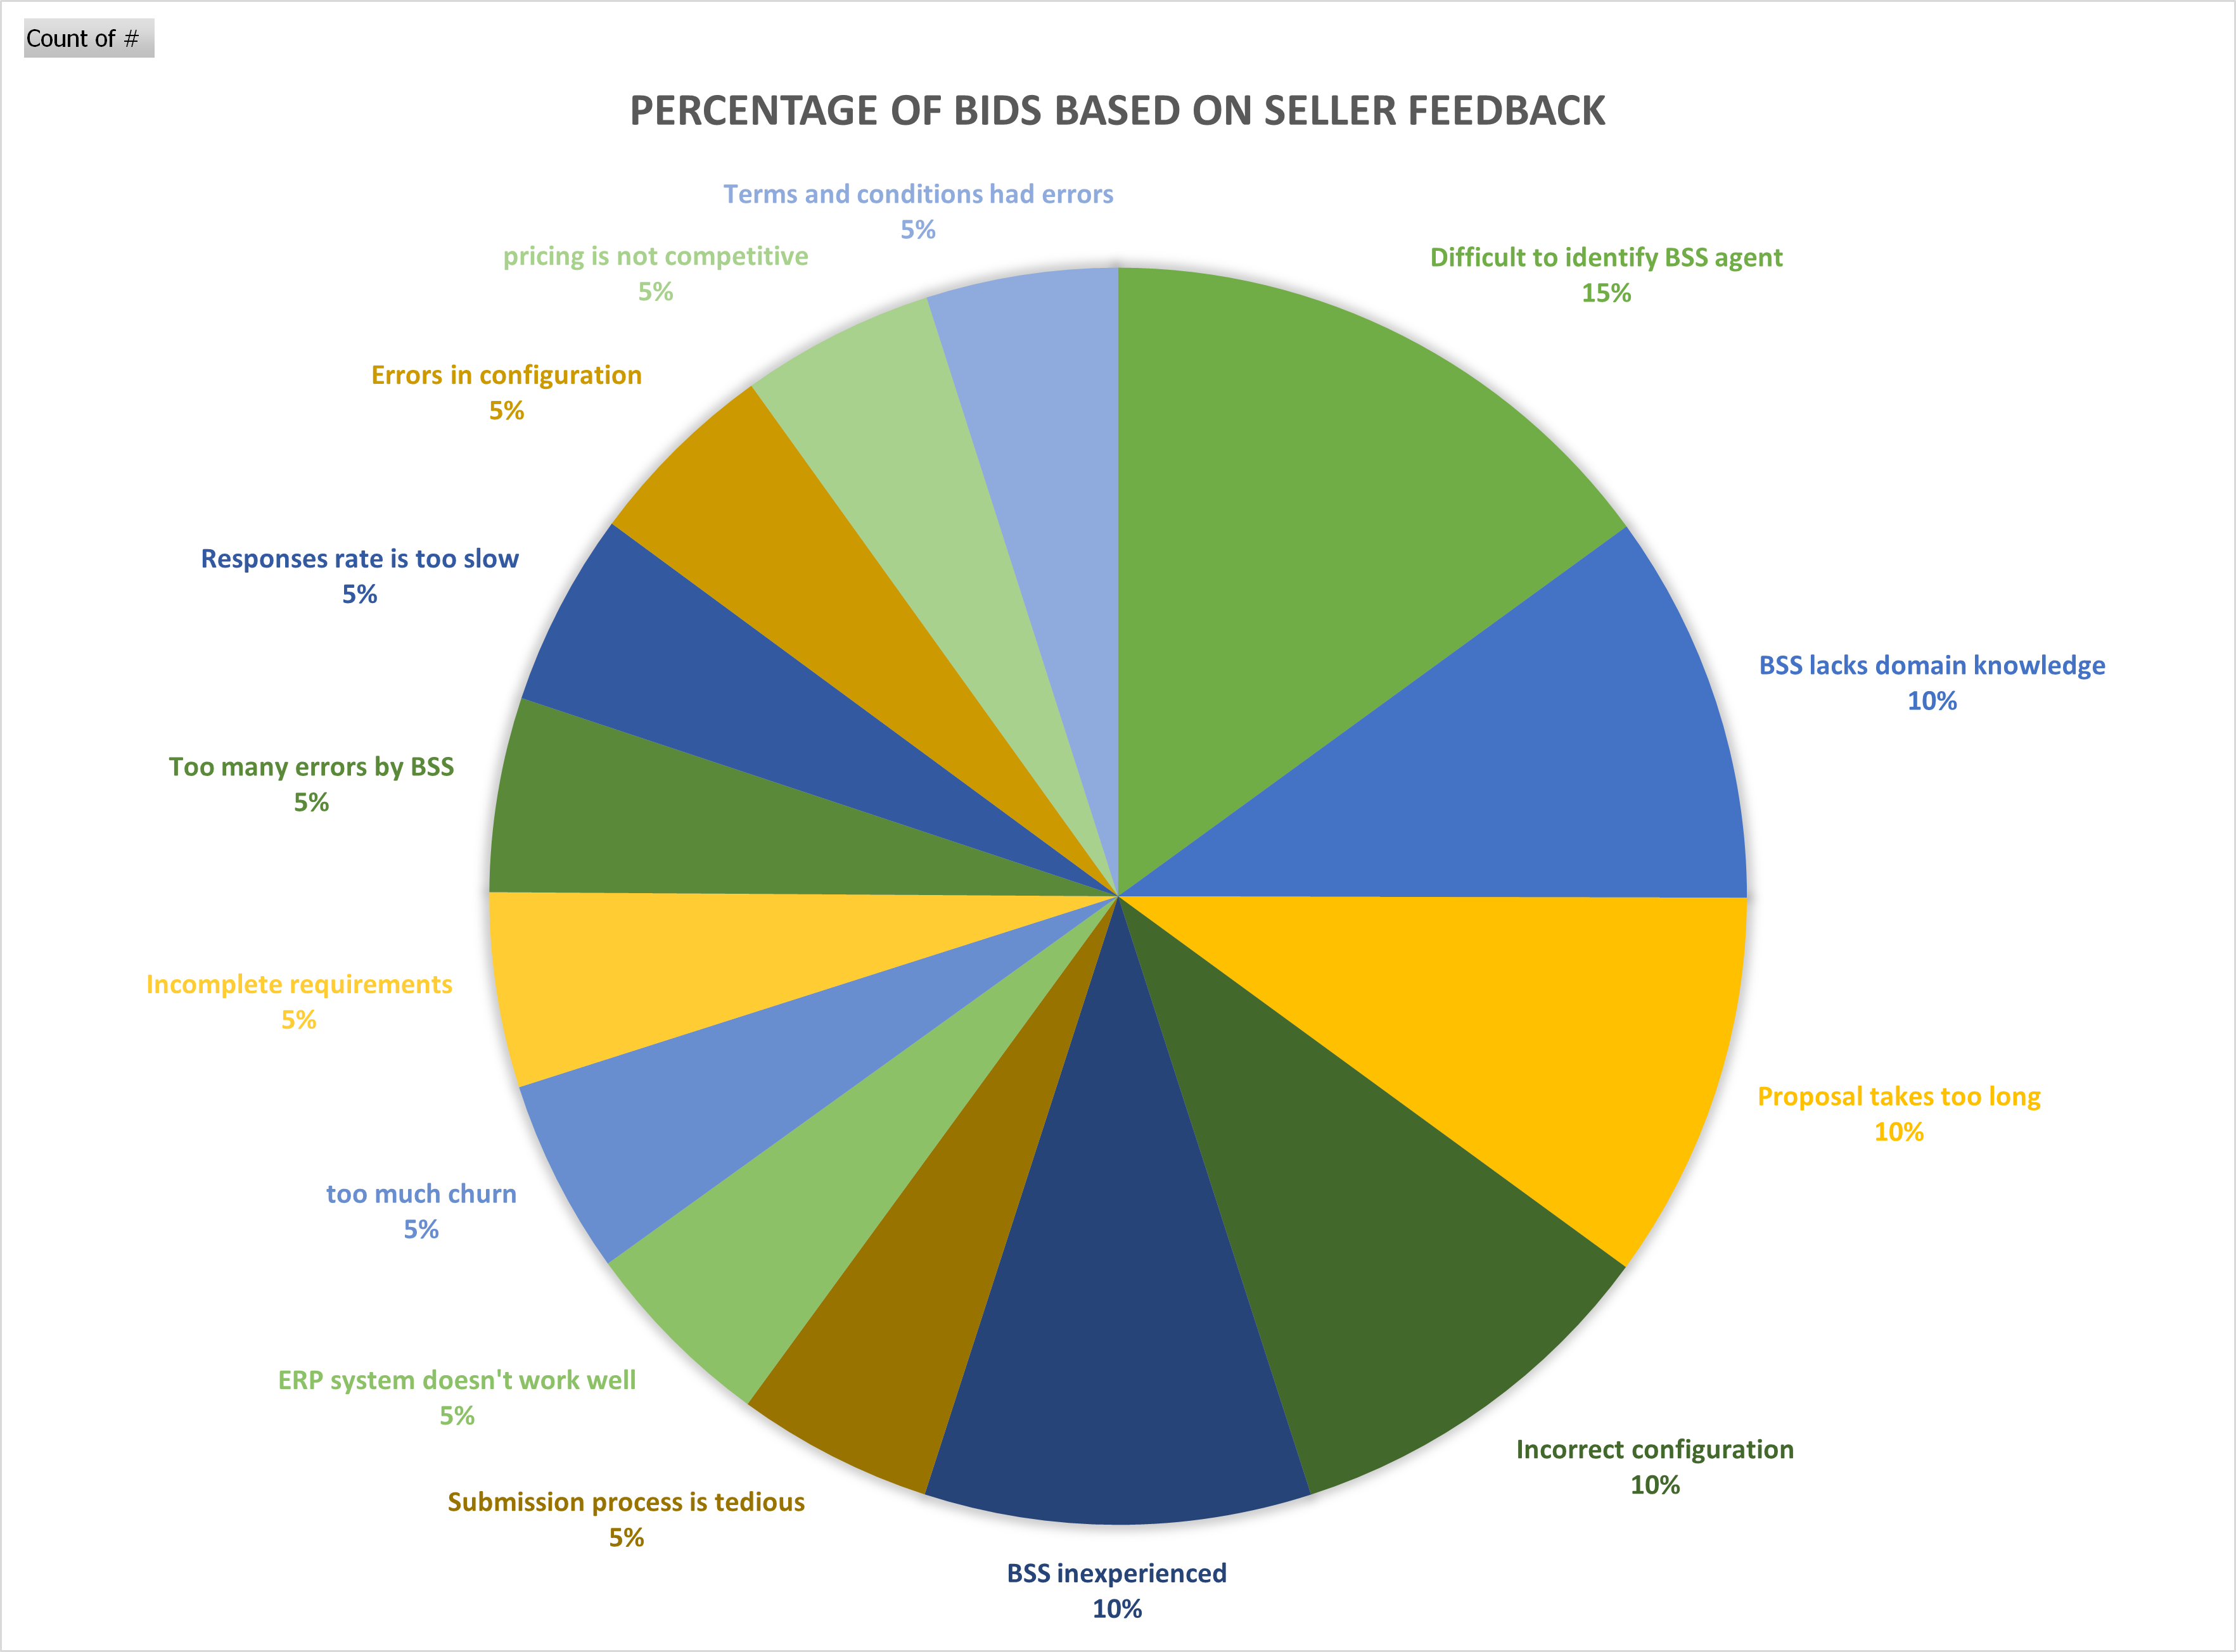 Count of #
PERCENTAGE OF BIDS BASED ON SELLER FEEDBACK
Terms and conditions had errors
5%
Difficult to identify BSS agent
15%
BSS lacks domain knowledge
10%
Proposal takes too long
10%
Incorrect configuration
10%
BSS inexperienced
10%
Submission process is tedious
5%
ERP system doesn't work well
5%
too much churn
5%
Incomplete requirements
5%
Too many errors by BSS
5%
Responses rate is too slow
5%
Errors in configuration
5%
pricing is not competitive
5%